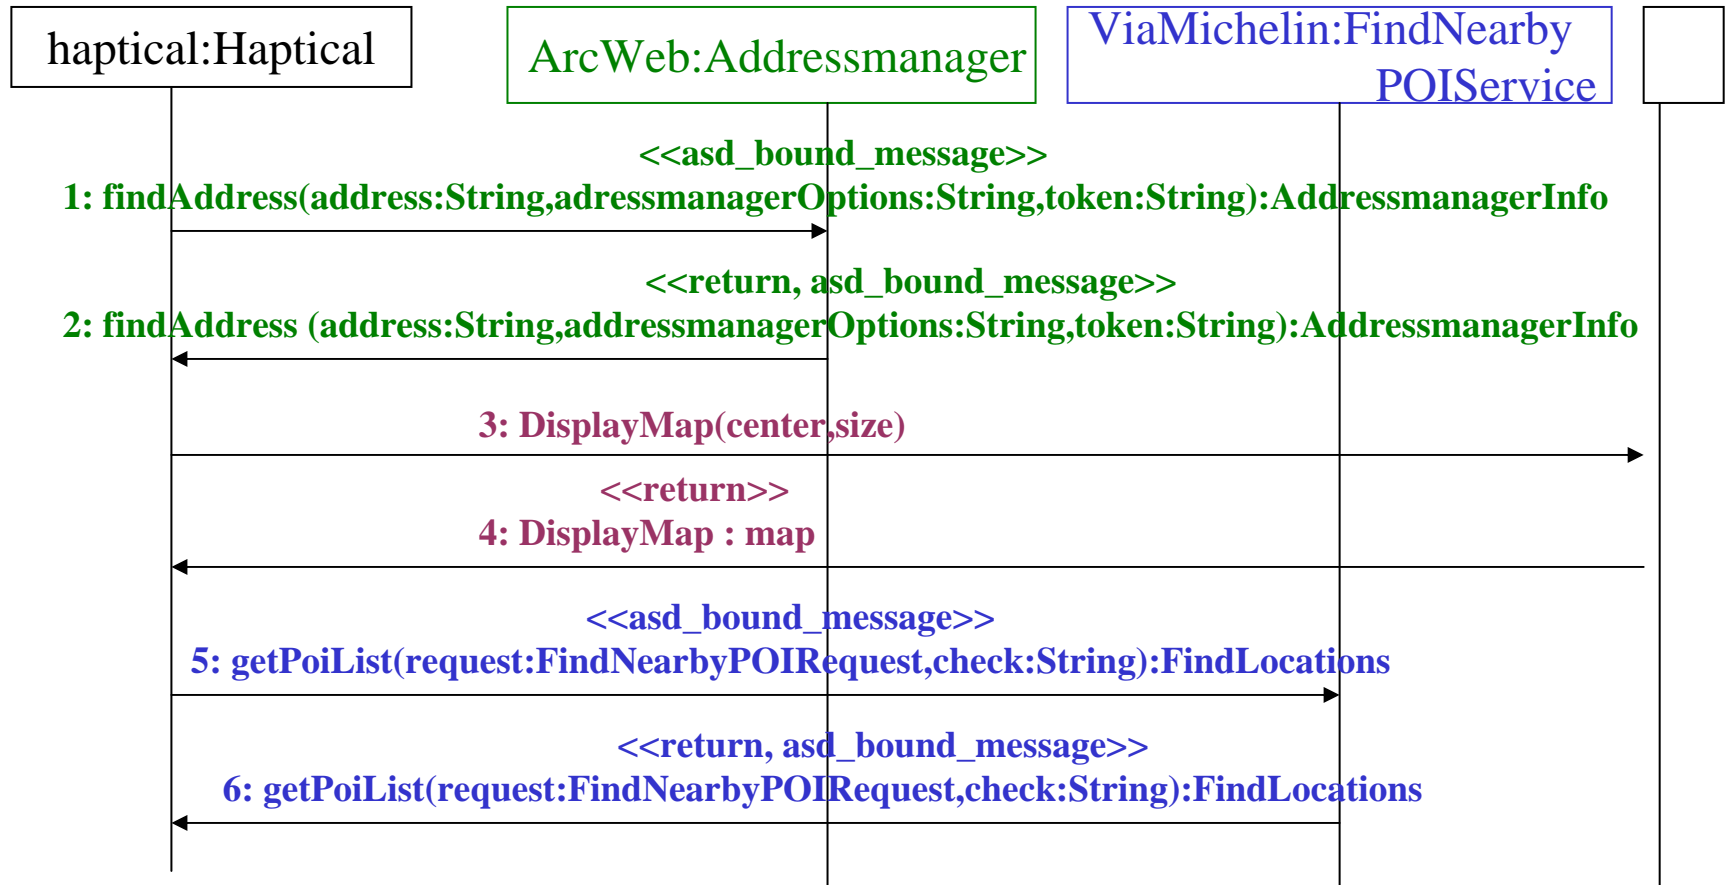 haptical:Haptical
ArcWeb:Addressmanager
ViaMichelin:FindNearby
POIService
<<asd_bound_message>>
1: findAddress(address:String,adressmanagerOptions:String,token:String):AddressmanagerInfo
<<return, asd_bound_message>>
2: findAddress (address:String,addressmanagerOptions:String,token:String):AddressmanagerInfo
3: DisplayMap(center,size)
<<return>>
4: DisplayMap : map
<<asd_bound_message>>
5: getPoiList(request:FindNearbyPOIRequest,check:String):FindLocations
<<return, asd_bound_message>>
6: getPoiList(request:FindNearbyPOIRequest,check:String):FindLocations